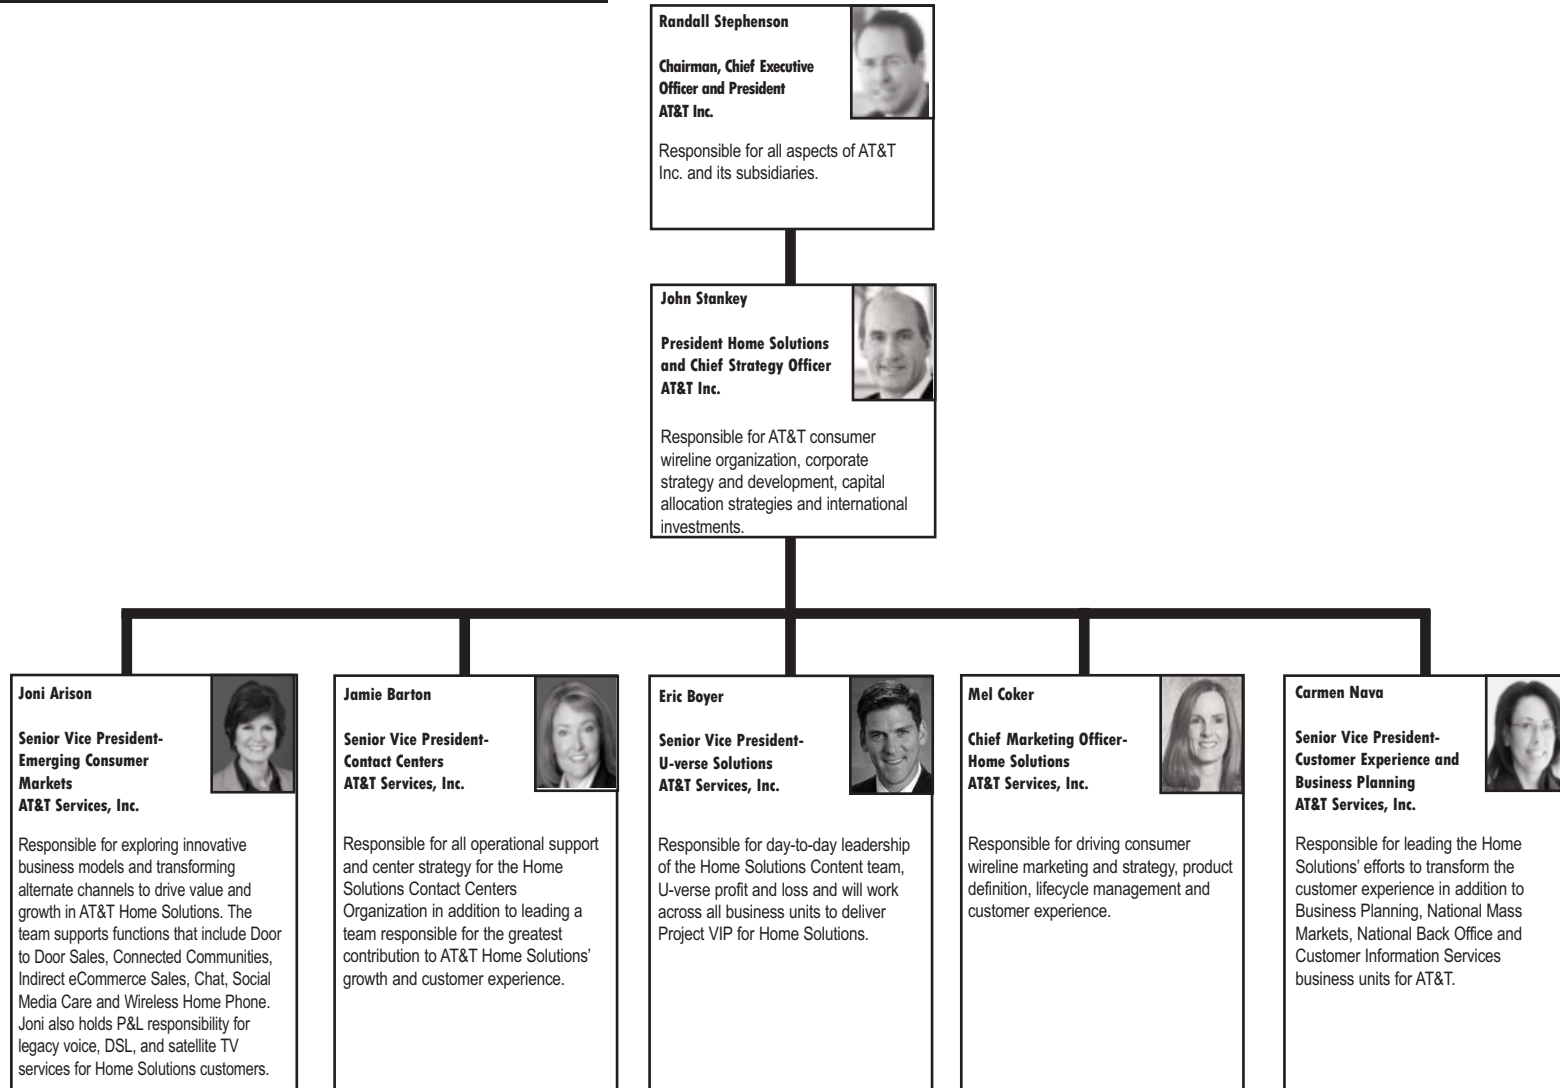 Randall Stephenson
Chairman, Chief Executive
Officer and President
AT&T Inc.
Responsible for all aspects of AT&T
Inc. and its subsidiaries.
John Stankey
President Home Solutions
and Chief Strategy Officer
AT&T Inc.
Responsible for AT&T consumer
wireline organization, corporate
strategy and development, capital
allocation strategies and international
investments.
Joni Arison
Senior Vice President-
Emerging Consumer
Markets
AT&T Services, Inc.
Responsible for exploring innovative
business models and transforming
alternate channels to drive value and
growth in AT&T Home Solutions. The
team supports functions that include Door
to Door Sales, Connected Communities,
Indirect eCommerce Sales, Chat, Social
Media Care and Wireless Home Phone.
Joni also holds P&L responsibility for
legacy voice, DSL, and satellite TV
services for Home Solutions customers.
Jamie Barton
Senior Vice President-
Contact Centers
AT&T Services, Inc.
Responsible for all operational support
and center strategy for the Home
Solutions Contact Centers
Organization in addition to leading a
team responsible for the greatest
contribution to AT&T Home Solutions’
growth and customer experience.
Eric Boyer
Senior Vice President-
U-verse Solutions
AT&T Services, Inc.
Responsible for day-to-day leadership
of the Home Solutions Content team,
U-verse profit and loss and will work
across all business units to deliver
Project VIP for Home Solutions.
Mel Coker
Chief Marketing Officer-
Home Solutions
AT&T Services, Inc.
Responsible for driving consumer
wireline marketing and strategy, product
definition, lifecycle management and
customer experience.
Carmen Nava
Senior Vice President-
Customer Experience and
Business Planning
AT&T Services, Inc.
Responsible for leading the Home
Solutions’ efforts to transform the
customer experience in addition to
Business Planning, National Mass
Markets, National Back Office and
Customer Information Services
business units for AT&T.